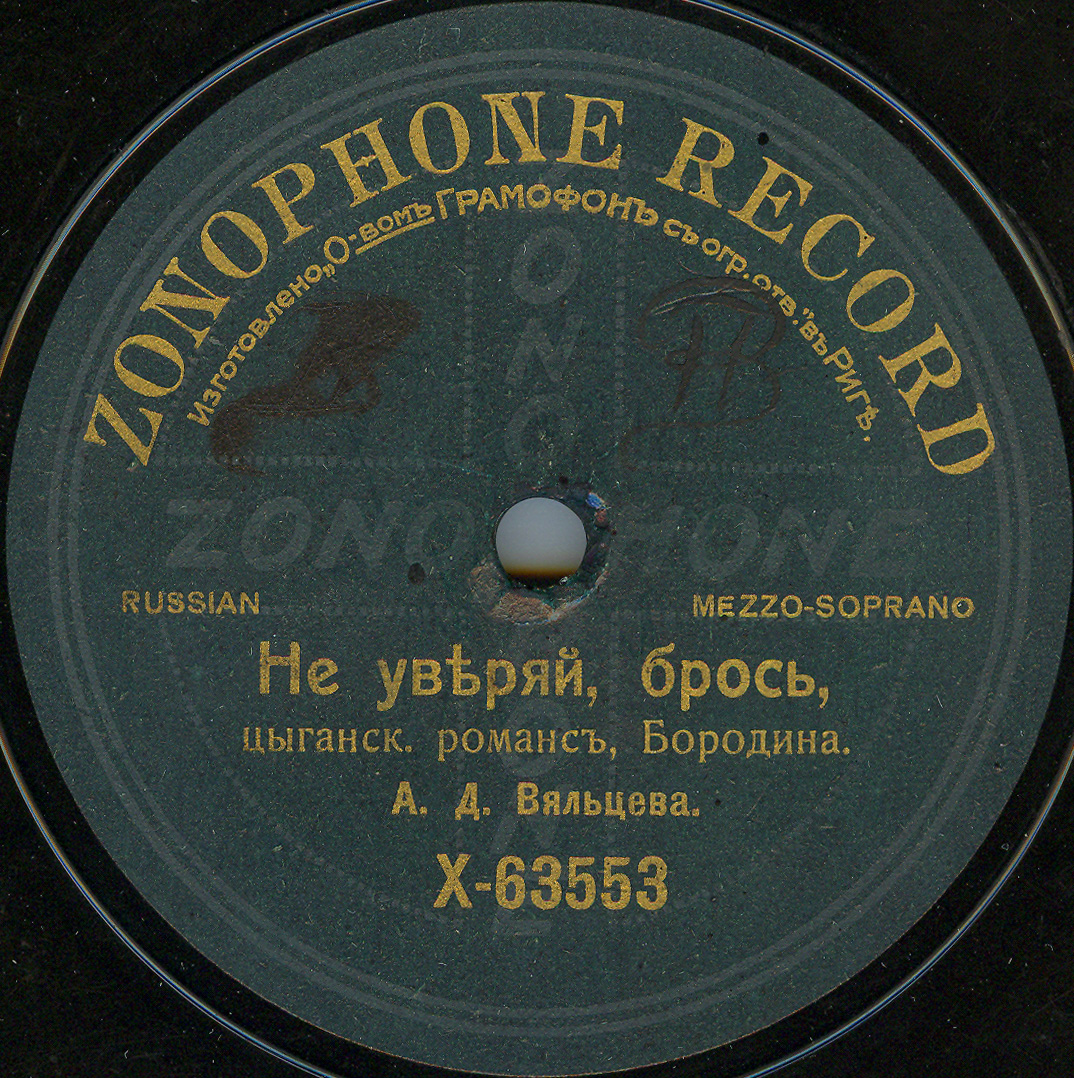 ZONOPHONE RECORD
Изготовлено „О-вомъ ГРАМОФОНЪ съ огр. отв.” въ Ригѣ.
ZONOPHONE
RUSSIAN
MEZZO-SOPRANO
Не увѣряй, брось,
цыганск. романсъ, Бородина.
А. Д. Вяльцева.
X-63553